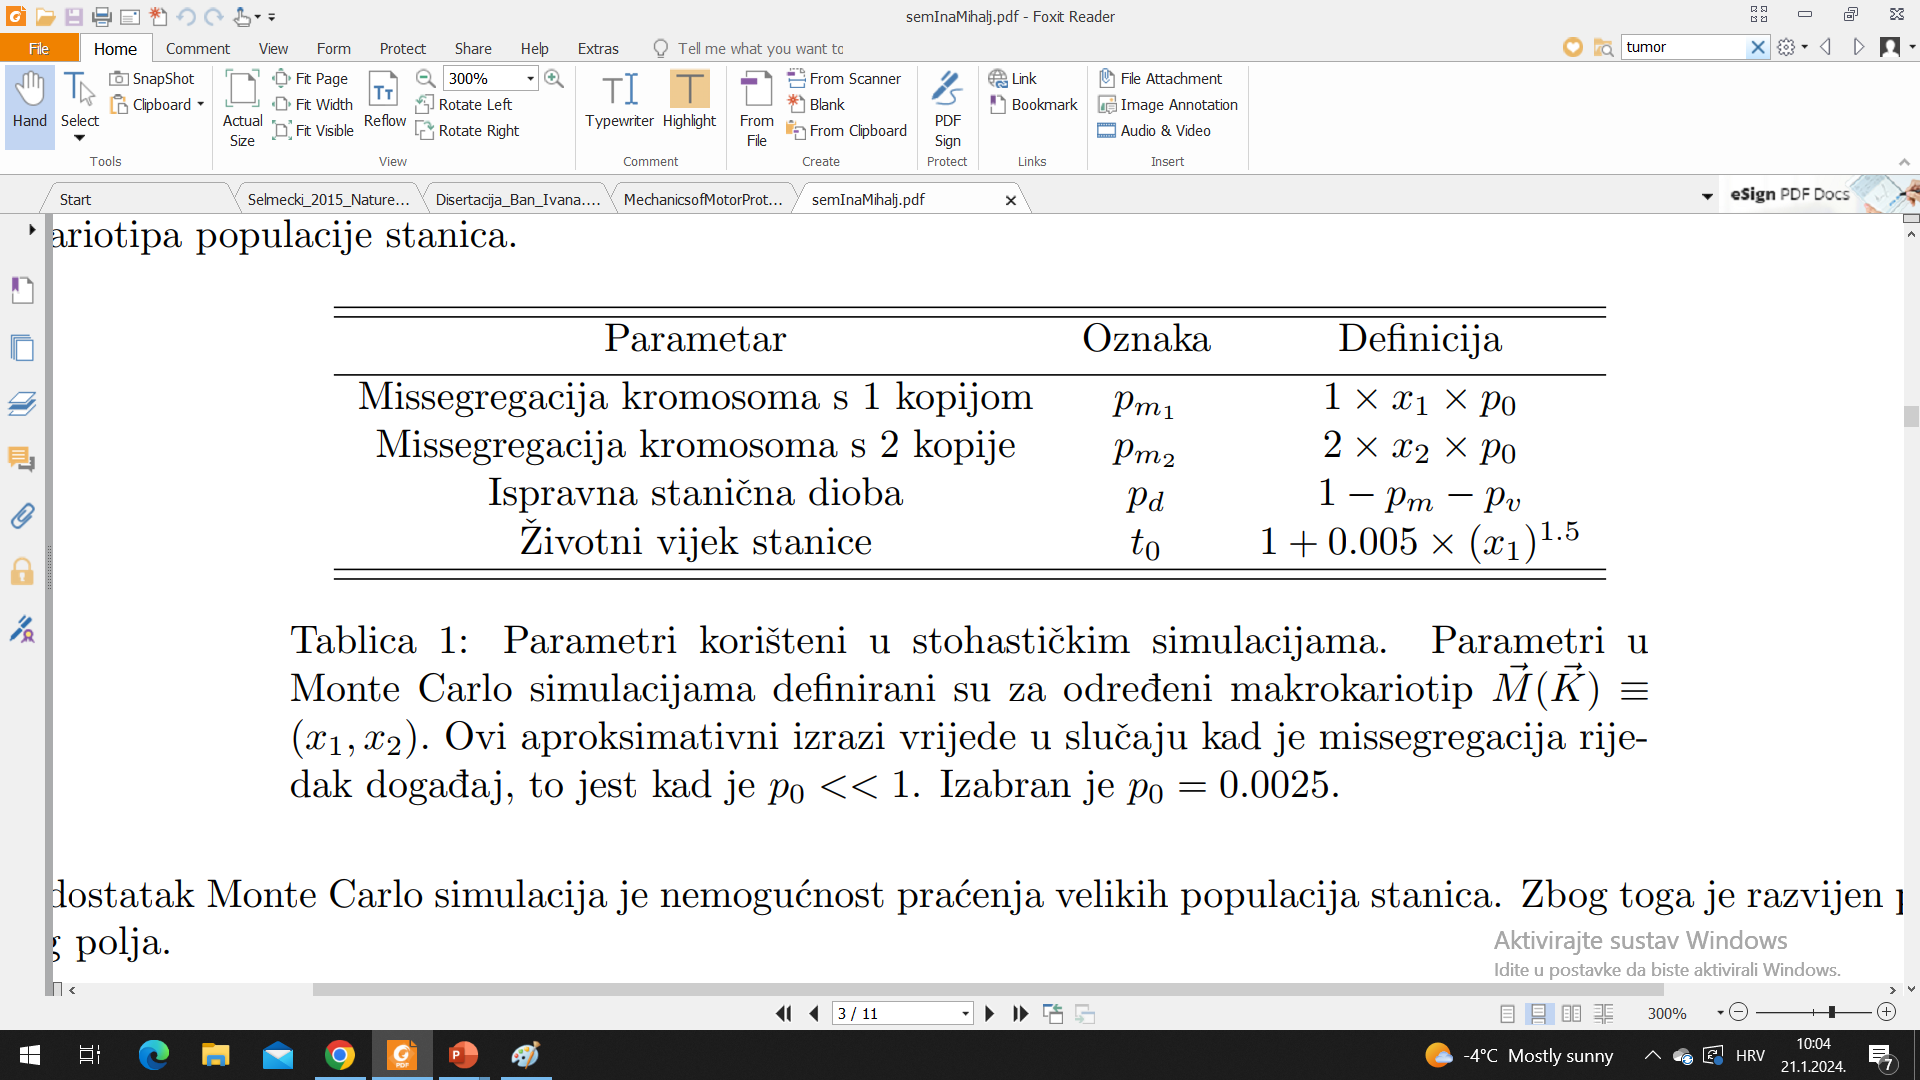 semInaMihalj.pdf - Foxit Reader
File Home Comment View Form Protect Share Help Extras Tell me what you want to tumor
Hand
Select
SnapShot
Clipboard
Tools
Actual Size
Fit Page
Fit Width
Fit Visible
Reflow
300%
Rotate Left
Rotate Right
View
Typewriter
Highlight
Comment
From File
From Scanner
Blank
From Clipboard
Create
PDF Sign
Protect
Link
Bookmark
Links
File Attachment
Image Annotation
Audio & Video
Insert
Start Selmecki_2015_Nature... Disertacija_Ban_Ivana.... MechanicsofMotorProt... semInaMihalj.pdf eSign PDF Docs
ariotipa populacije stanica.
Parametar Oznaka Definicija
Missegregacija kromosoma s 1 kopijom p_{m_1} 1 × x_1 × p_0
Missegregacija kromosoma s 2 kopije p_{m_2} 2 × x_2 × p_0
Ispravna stanična dioba p_d 1 − p_m − p_v
Životni vijek stanice t_0 1 + 0.005 × (x_1)^{1.5}
Tablica 1: Parametri korišteni u stohastičkim simulacijama. Parametri u
Monte Carlo simulacijama definirani su za određeni makrokariotip M⃗(K⃗) ≡
(x_1, x_2). Ovi aproksimativni izrazi vrijede u slučaju kad je missegregacija rije-
dak događaj, to jest kad je p_0 << 1. Izabran je p_0 = 0.0025.
dostatak Monte Carlo simulacija je nemogućnost praćenja velikih populacija stanica. Zbog toga je razvijen p
g polja.
Aktivirajte sustav Windows
Idite u postavke da biste aktivirali Windows.
3 / 11
300%
-4°C Mostly sunny
HRV
10:04
21.1.2024.
7